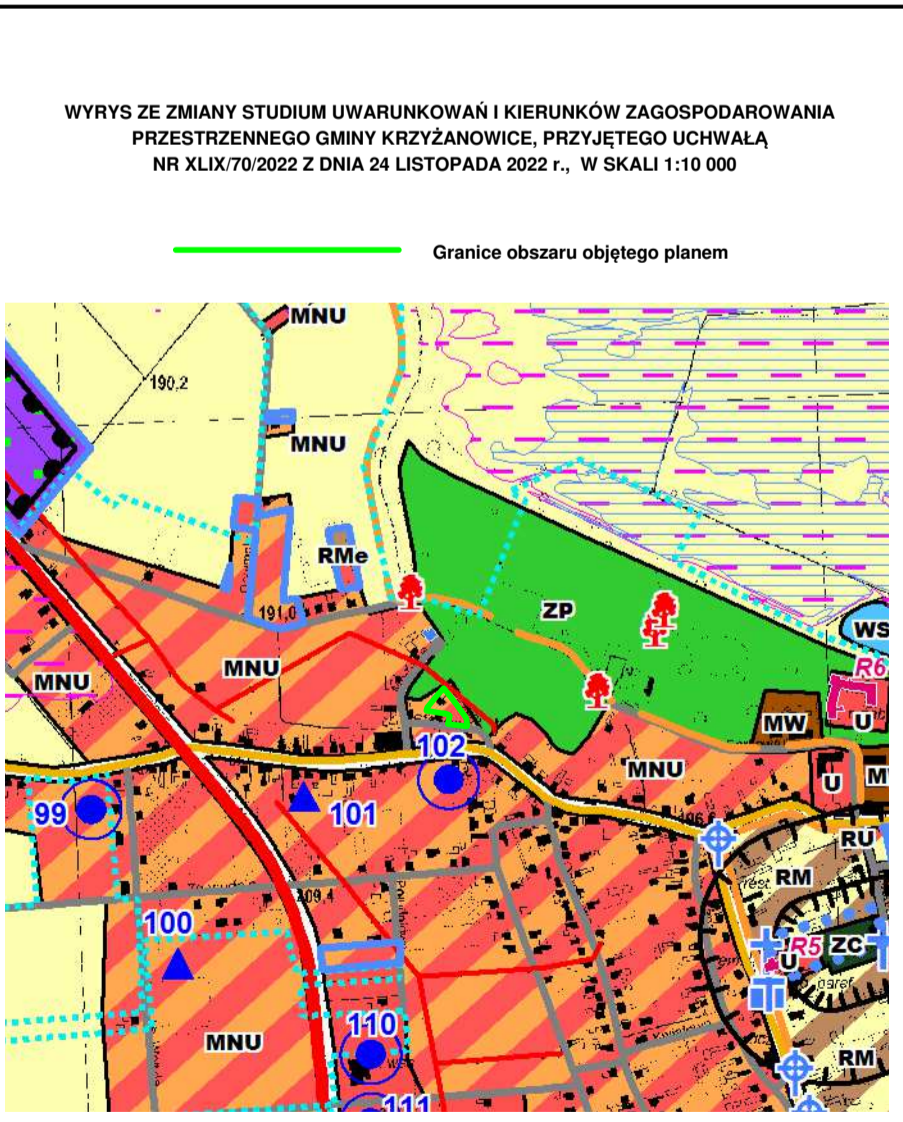 WYRYS ZE ZMIANY STUDIUM UWARUNKOWAŃ I KIERUNKÓW ZAGOSPODAROWANIA
PRZESTRZENNEGO GMINY KRZYŻANOWICE, PRZYJĘTEGO UCHWAŁĄ
NR XLIX/70/2022 Z DNIA 24 LISTOPADA 2022 r., W SKALI 1:10 000
Granice obszaru objętego planem
MNU
190,2
MNU
RMe
191,0
ZP
WS
MNU
MNU
R6
MW
U
102
MNU
U
99
101
RU
RM
209,4
100
R5
ZC
U
110
MNU
RM
111